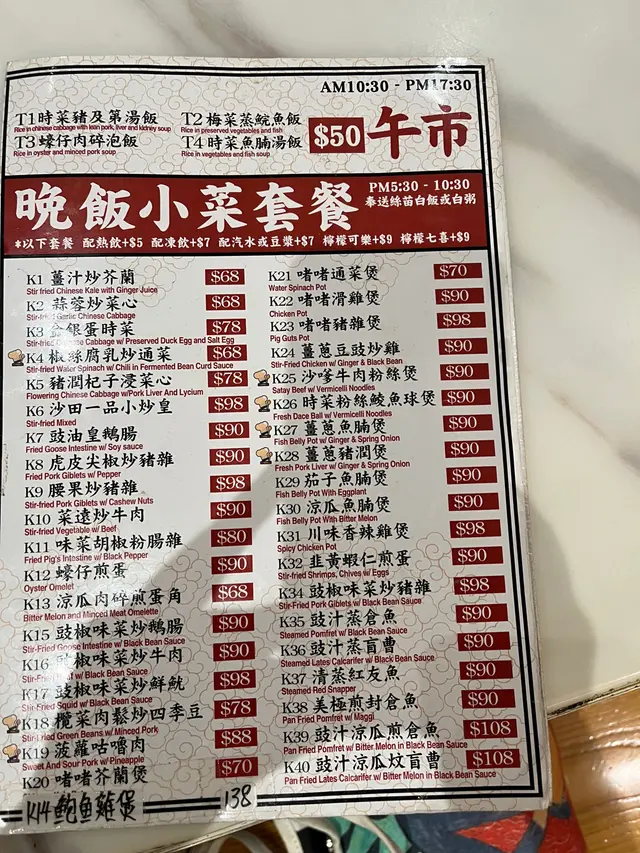 AM10:30 - PM17:30
T1時菜豬及第湯飯
Rice in chinese cabbage with lean pork, liver and kidney soup
T2梅菜蒸鯇魚飯
Rice in preserved vegetables and fish
T3蠔仔肉碎泡飯
Rice in oyster and minced pork soup
T4時菜魚腩湯飯
Rice in vegetables and fish soup
$50
午市
晚飯小菜套餐
PM5:30 - 10:30
奉送絲苗白飯或白粥
*以下套餐 配熱飲+$5 配凍飲+$7 配汽水或豆漿+$7 檸檬可樂+$9 檸檬七喜+$9
K1 薑汁炒芥蘭 $68
Stir fried Chinese Kale with Ginger Juice
K2 蒜蓉炒菜心 $68
Stir-fried Garlic Chinese Cabbage
K3 金銀蛋時菜 $78
Stir-fried Chinese Cabbage w/ Preserved Duck Egg and Salt Egg
K4 椒絲腐乳炒通菜 $68
Stir-fried Water Spinach w/ Chilli in Fermented Bean Curd Sauce
K5 豬潤杞子浸菜心 $78
Flowering Chinese Cabbage w/Pork Liver And Lycium
K6 沙田一品小炒皇 $98
Stir-fried Mixed
K7 豉油皇鵝腸 $90
Fried Goose Intestine w/ Soy sauce
K8 虎皮尖椒炒豬雜 $90
Fried Pork Giblets w/ Pepper
K9 腰果炒豬雜 $98
Stir-fried Pork Giblets w/ Cashew Nuts
K10 菜遠炒牛肉 $90
Stir-fried Vegetable w/ Beef
K11 味菜胡椒粉腸雜 $80
Fried Pig's Intestine w/ Black Pepper
K12 蠔仔煎蛋 $90
Oyster Omelet
K13 涼瓜肉碎煎蛋角 $68
Bitter Melon and Minced Meat Omelette
K15 豉椒味菜炒鵝腸 $90
Stir-Fried Goose Intestine w/ Black Bean Sauce
K16 豉椒味菜炒牛肉 $90
Stir-Fried Beef w/ Black Bean Sauce
K17 豉椒味菜炒鮮魷 $98
Stir-Fried Squid w/ Black Bean Sauce
K18 欖菜肉鬆炒四季豆 $78
Stir-Fried Green Beans w/ Minced Pork
K19 菠蘿咕嚕肉 $88
Sweet And Sour Pork w/ Pineapple
K20 啫啫芥蘭煲 $70
K14 鮑魚雞煲 138
K21 啫啫通菜煲 $70
Water Spinach Pot
K22 啫啫滑雞煲 $90
Chicken Pot
K23 啫啫豬雜煲 $98
Pig Guts Pot
K24 薑蔥豆豉炒雞 $90
Stir-Fried Chicken w/ Ginger & Black Bean
K25 沙嗲牛肉粉絲煲 $90
Satay Beef w/ Vermicelli Noodles
K26 時菜粉絲鯪魚球煲 $90
Fresh Dace Ball w/ Vermicelli Noodles
K27 薑蔥魚腩煲 $90
Fish Belly Pot w/ Ginger & Spring Onion
K28 薑蔥豬潤煲 $90
Fresh Pork Liver w/ Ginger & Spring Onion
K29 茄子魚腩煲 $90
Fish Belly Pot With Eggplant
K30 涼瓜魚腩煲 $90
Fish Belly Pot With Bitter Melon
K31 川味香辣雞煲 $98
Spicy Chicken Pot
K32 韭黃蝦仁煎蛋 $90
Stir-fried Shrimps, Chives w/ Eggs
K34 豉椒味菜炒豬雜 $98
Stir-Fried Pork Giblets w/ Black Bean Sauce
K35 豉汁蒸倉魚 $90
Steamed Pomfret w/ Black Bean Sauce
K36 豉汁蒸盲曹 $90
Steamed Lates Calcarifer w/ Black Bean Sauce
K37 清蒸紅友魚 $90
Steamed Red Snapper
K38 美極煎封倉魚 $90
Pan Fried Pomfret w/ Maggi
K39 豉汁涼瓜煎倉魚 $108
Pan Fried Pomfret w/ Bitter Melon in Black Bean Sauce
K40 豉汁涼瓜炆盲曹 $108
Pan Fried Lates Calcarifer w/ Bitter Melon in Black Bean Sauce